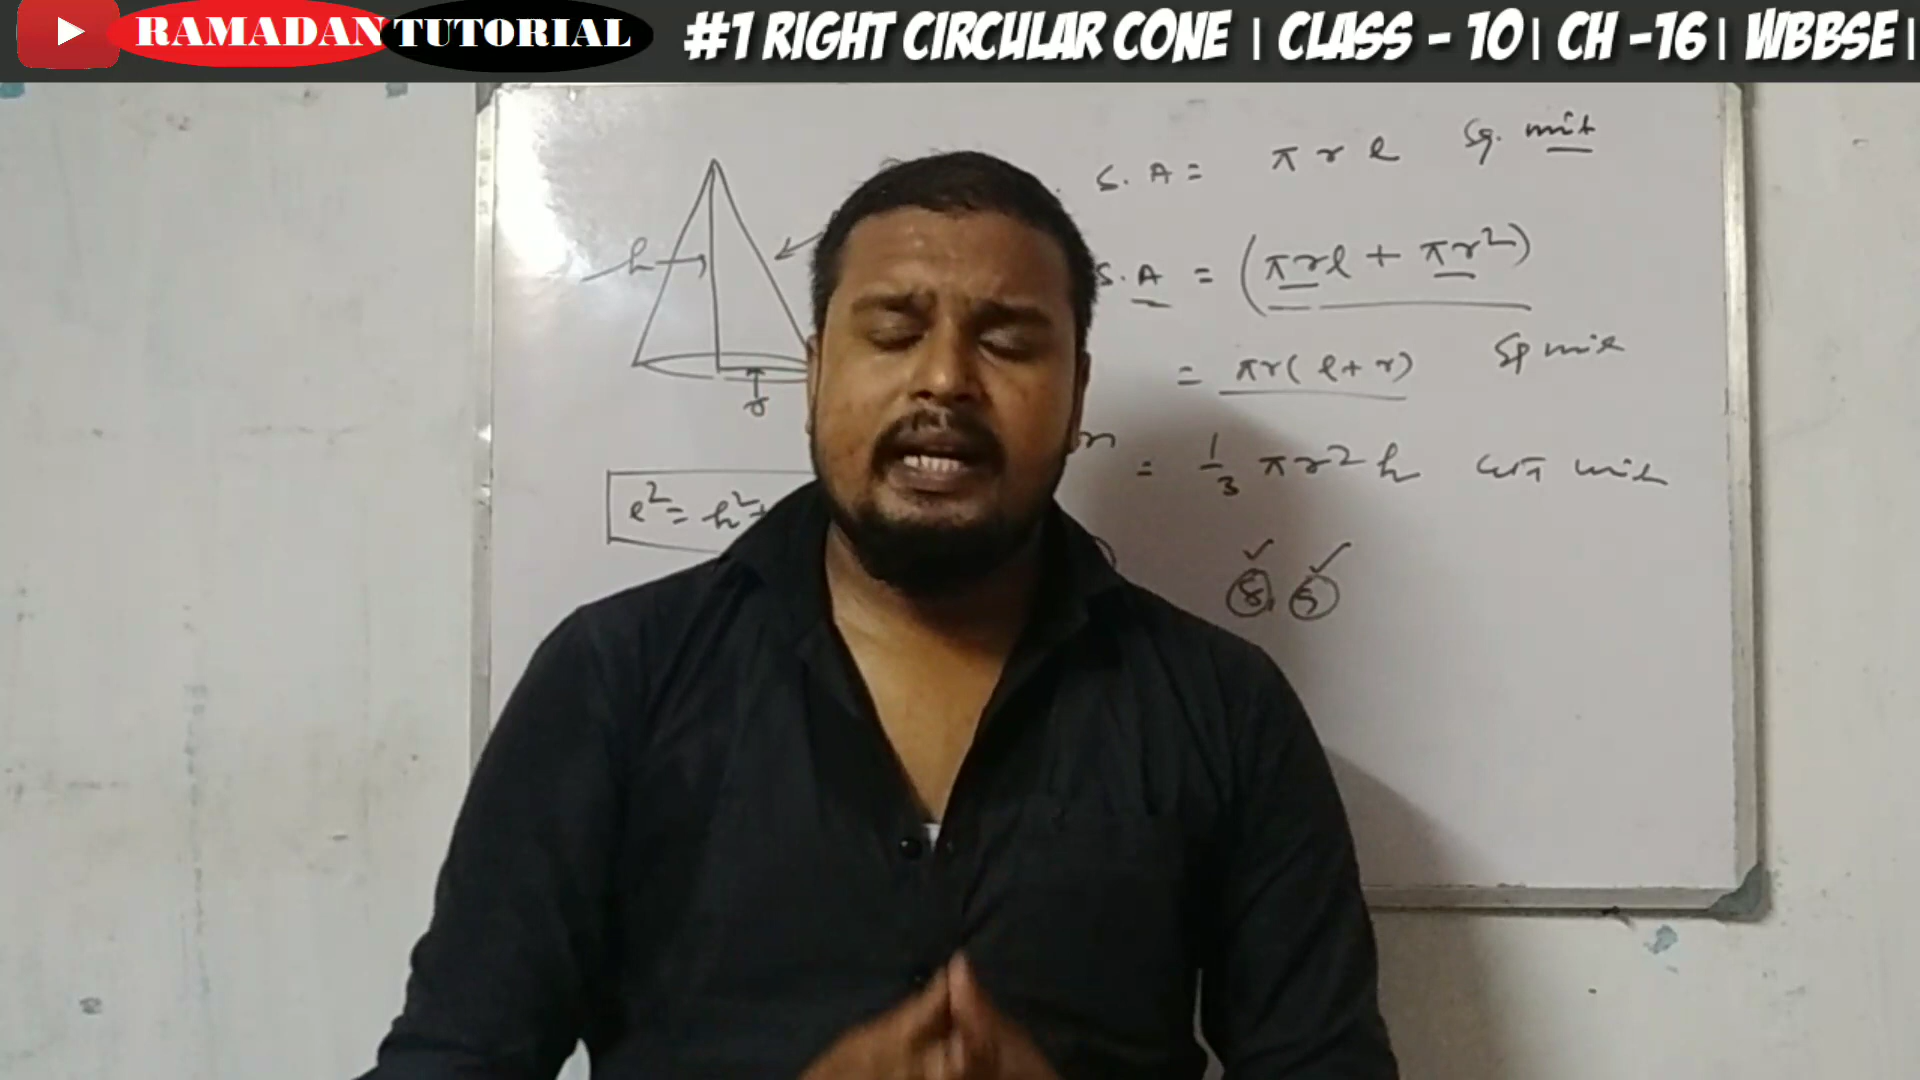 RAMADAN TUTORIAL
#1 RIGHT CIRCULAR CONE | CLASS - 10 | CH -16 | WBBSE |
S.A = πrl Sq. unit
h
S.A = (πrl + πr²)
= πr(l+r) Sq unit
r
= 1/3 πr²h unit
l² = h² +
8, 5